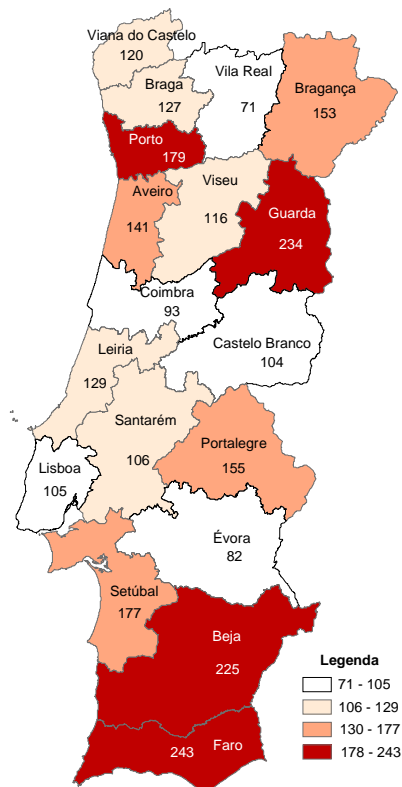 Viana do Castelo
120
Braga
127
Vila Real
71
Bragança
153
Porto
179
Aveiro
141
Viseu
116
Guarda
234
Coimbra
93
Castelo Branco
104
Leiria
129
Santarém
106
Portalegre
155
Lisboa
105
Évora
82
Setúbal
177
Beja
225
243 Faro
Legenda
71 - 105
106 - 129
130 - 177
178 - 243